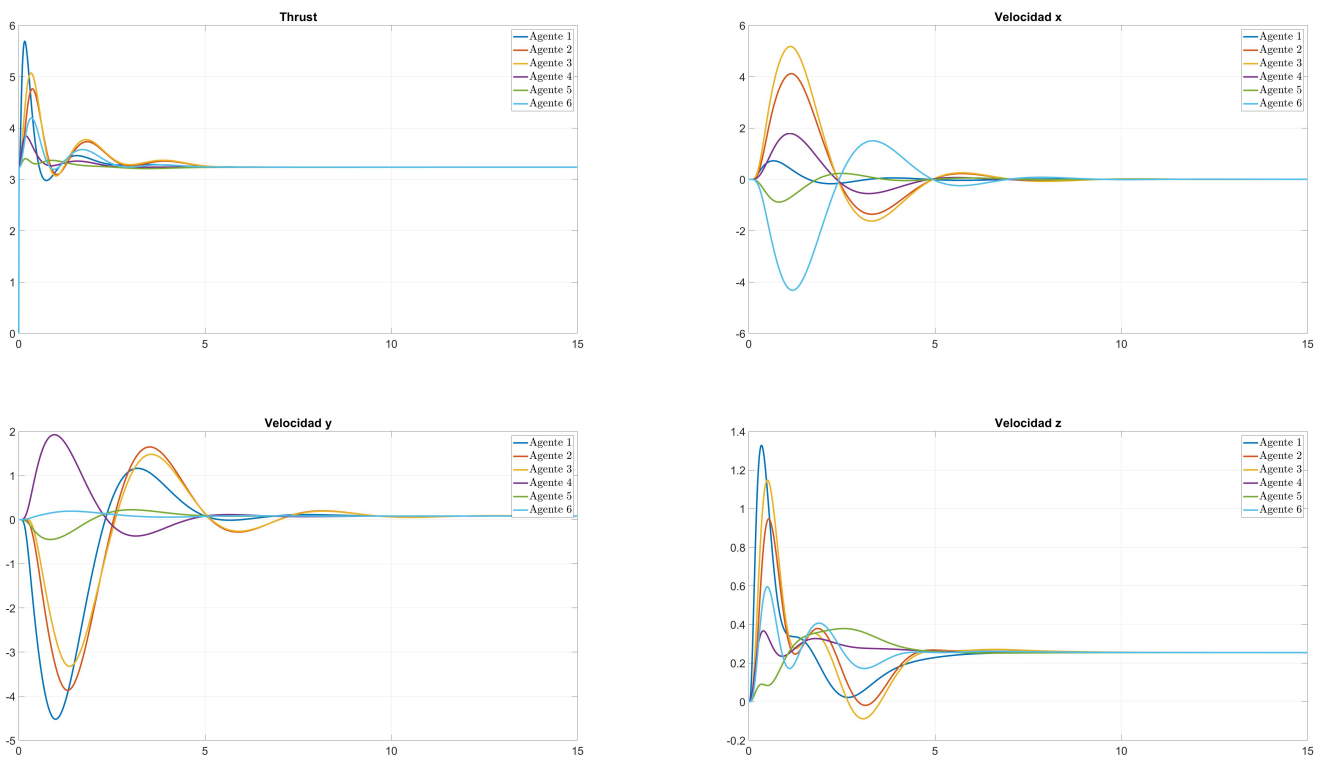 Thrust
6
5
4
3
2
1
0
0 5 10 15
Agente 1
Agente 2
Agente 3
Agente 4
Agente 5
Agente 6
Velocidad x
6
4
2
0
-2
-4
-6
0 5 10 15
Agente 1
Agente 2
Agente 3
Agente 4
Agente 5
Agente 6
Velocidad y
2
1
0
-1
-2
-3
-4
-5
0 5 10 15
Agente 1
Agente 2
Agente 3
Agente 4
Agente 5
Agente 6
Velocidad z
1.4
1.2
1
0.8
0.6
0.4
0.2
0
-0.2
0 5 10 15
Agente 1
Agente 2
Agente 3
Agente 4
Agente 5
Agente 6